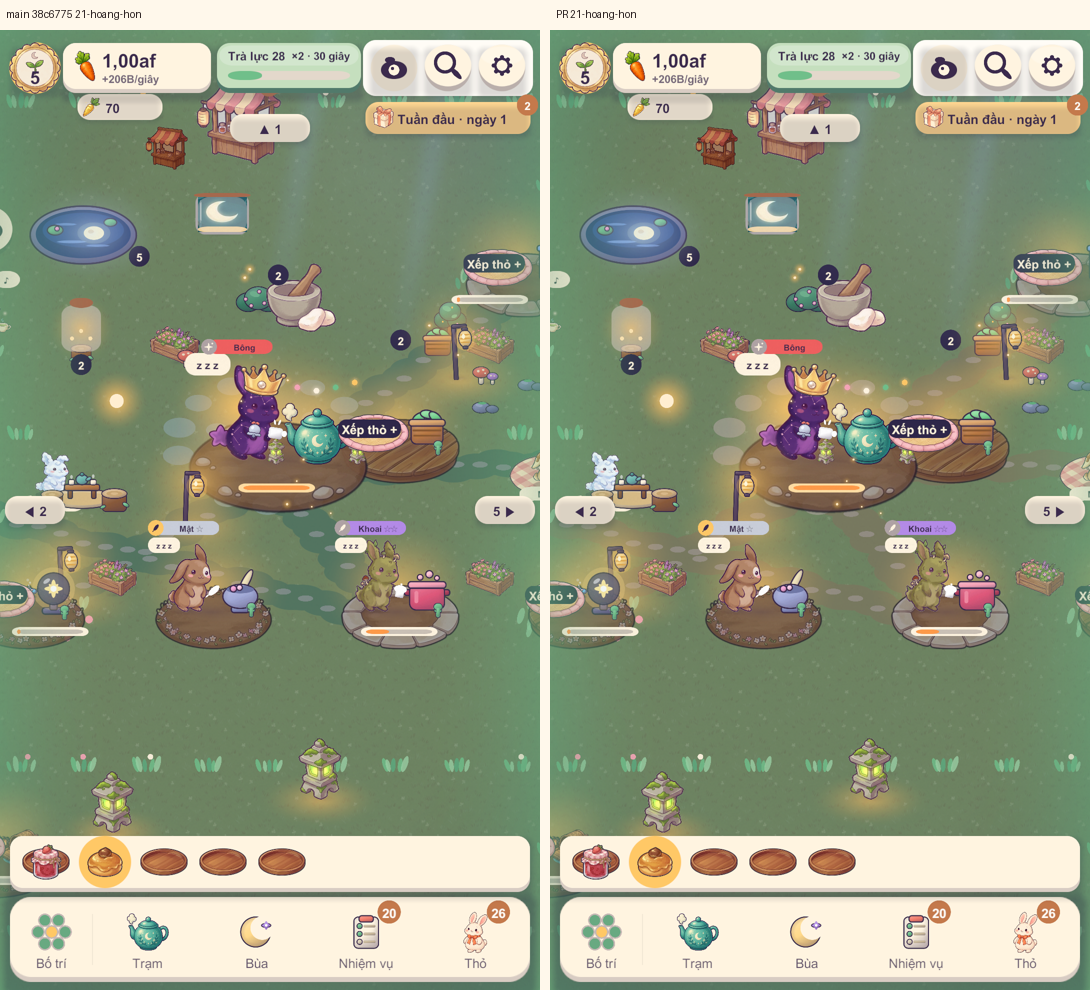 main 38c6775 21-hoang-hon
5
1,00af
+206B/giây
70
Trà lực 28 ×2 · 30 giây
2
Tuần đầu · ngày 1
▲ 1
5
2
Xếp thỏ +
2
2
Bông
z z z
Xếp thỏ +
◀ 2
5 ▶
Mật ☆
z z z
Khoai ☆☆
z z z
hỏ +
Xế
20
26
Bố trí
Trạm
Bùa
Nhiệm vụ
Thỏ
PR 21-hoang-hon
5
1,00af
+206B/giây
70
Trà lực 28 ×2 · 30 giây
2
Tuần đầu · ngày 1
▲ 1
5
2
Xếp thỏ +
2
2
Bông
z z z
Xếp thỏ +
◀ 2
5 ▶
Mật ☆
z z z
Khoai ☆☆
z z z
hỏ +
Xế
20
26
Bố trí
Trạm
Bùa
Nhiệm vụ
Thỏ